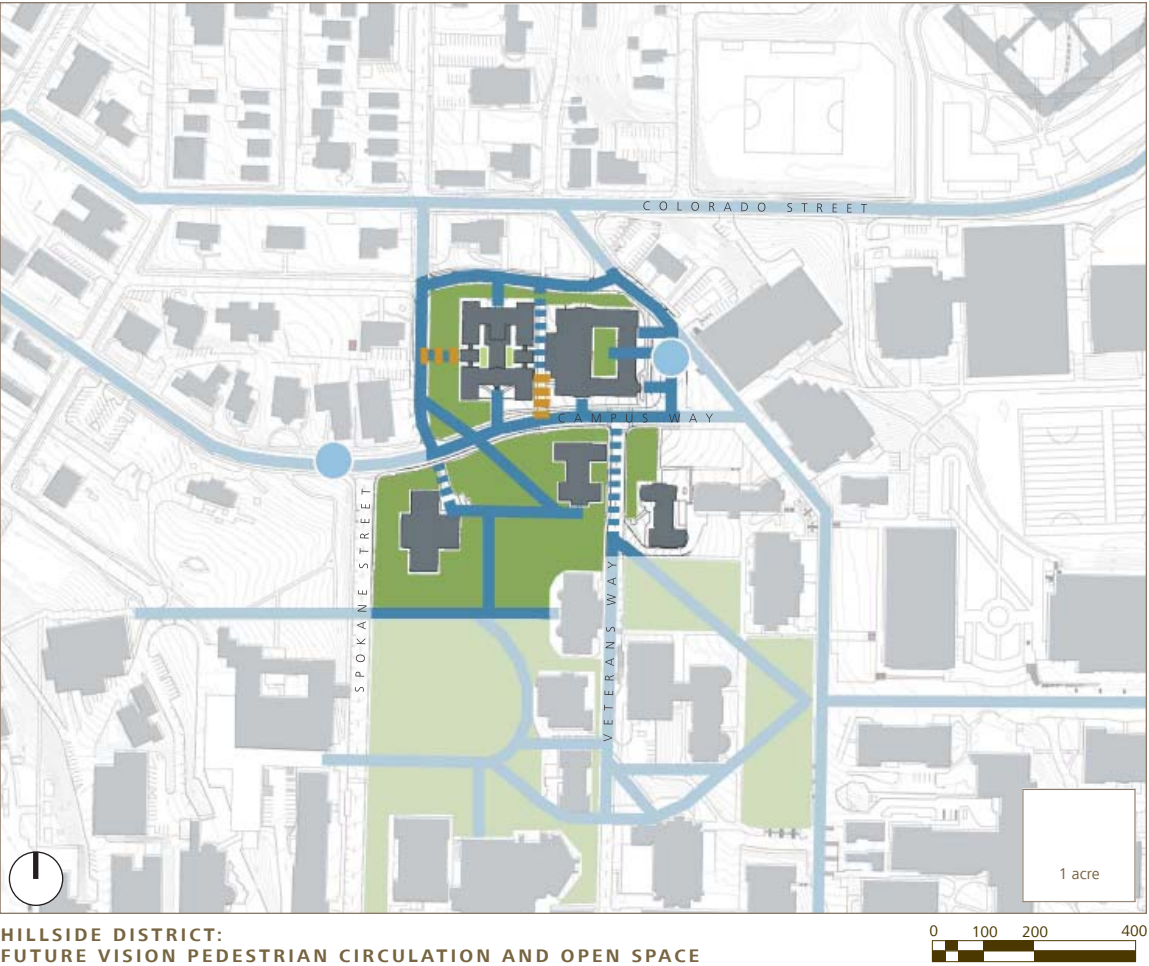 COLORADO STREET
CAMPUS WAY
SPOKANE STREET
VETERANS WAY
1 acre
HILLSIDE DISTRICT:
FUTURE VISION PEDESTRIAN CIRCULATION AND OPEN SPACE
0 100 200 400